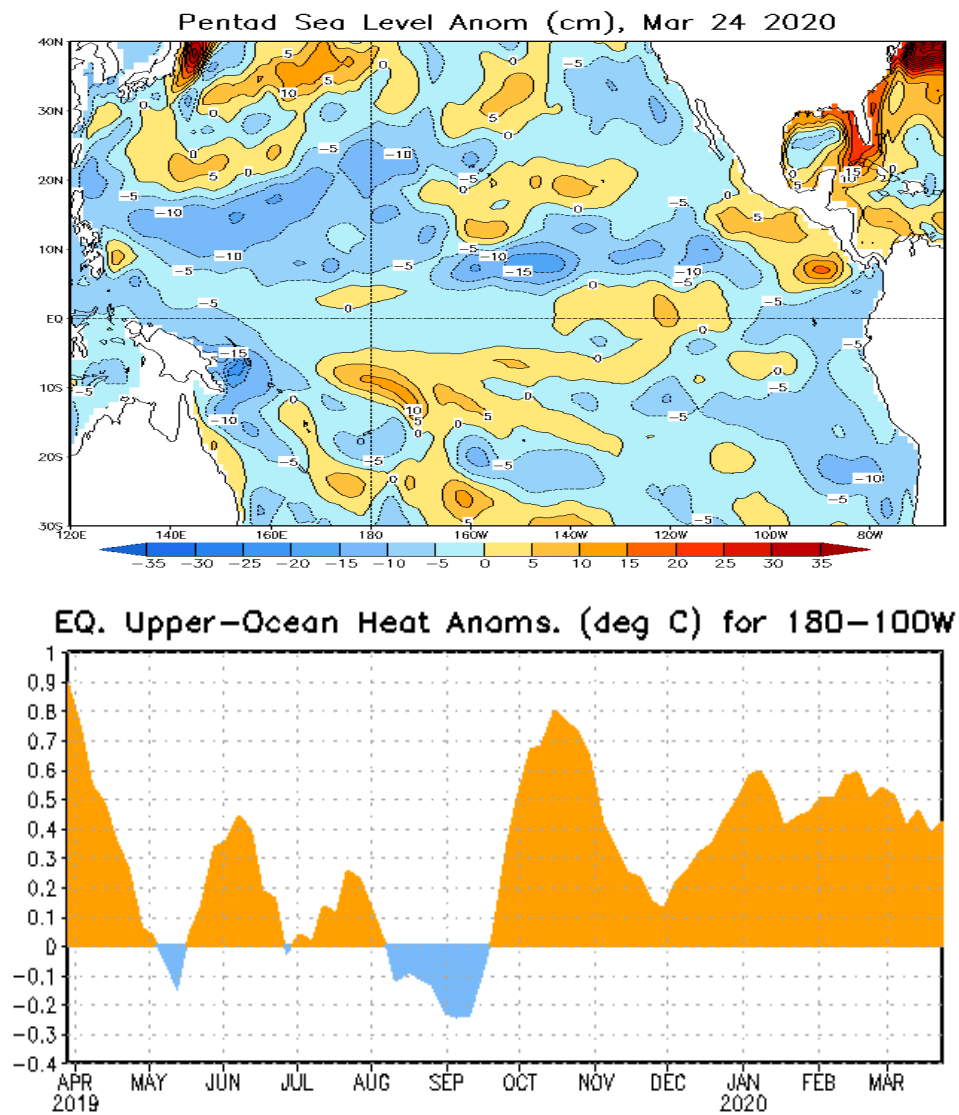 Pentad Sea Level Anom (cm), Mar 24 2020
40N
30N
20N
10N
EQ
10S
20S
30S
120E 140E 160E 180 160W 140W 120W 100W 80W
-35 -30 -25 -20 -15 -10 -5 0 5 10 15 20 25 30 35
EQ. Upper-Ocean Heat Anoms. (deg C) for 180-100W
1
0.9
0.8
0.7
0.6
0.5
0.4
0.3
0.2
0.1
0
-0.1
-0.2
-0.3
-0.4
APR MAY JUN JUL AUG SEP OCT NOV DEC JAN FEB MAR
2019 2020